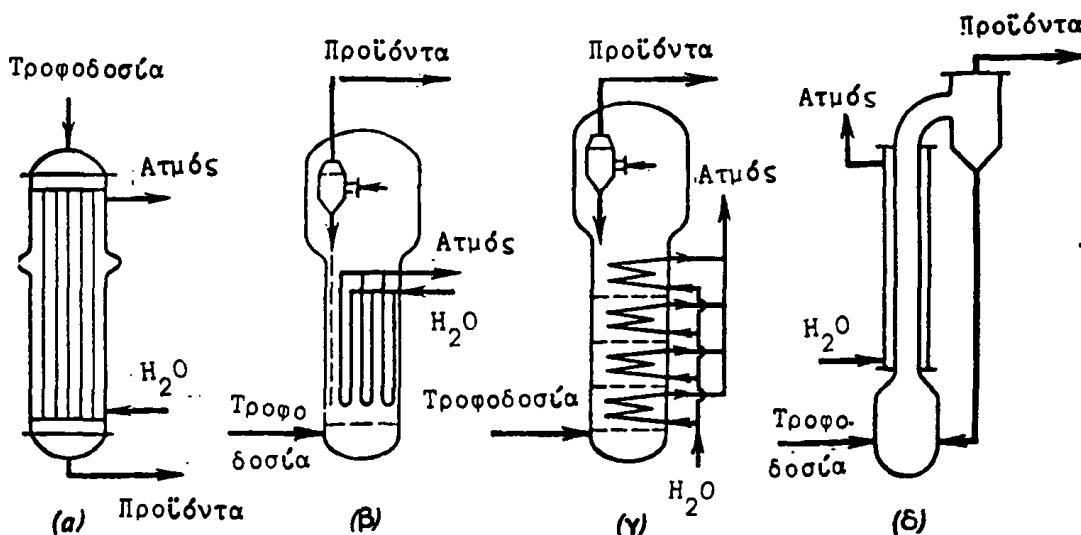 Τροφοδοσία
Ατμός
H₂O
Προϊόντα
(α)
Προϊόντα
Ατμός
H₂O
Τροφο
δοσία
(β)
Προϊόντα
Ατμός
Τροφοδοσία
H₂O
(γ)
Προϊόντα
Ατμός
H₂O
Τροφο-
δοσία
(δ)